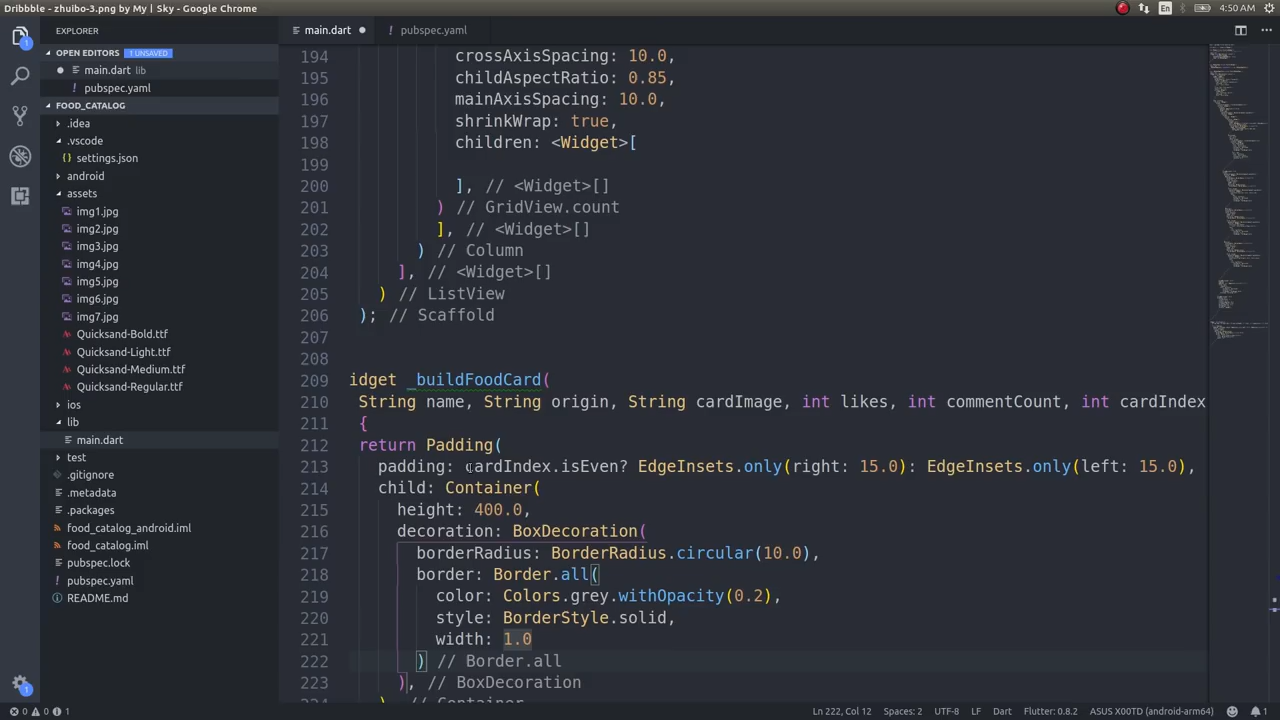 Dribbble - zhuibo-3.png by My | Sky - Google Chrome
En
4:50 AM
EXPLORER
OPEN EDITORS 1 UNSAVED
main.dart lib
pubspec.yaml
FOOD_CATALOG
.idea
.vscode
settings.json
android
assets
img1.jpg
img2.jpg
img3.jpg
img4.jpg
img5.jpg
img6.jpg
img7.jpg
Quicksand-Bold.ttf
Quicksand-Light.ttf
Quicksand-Medium.ttf
Quicksand-Regular.ttf
ios
lib
main.dart
test
.gitignore
.metadata
.packages
food_catalog_android.iml
food_catalog.iml
pubspec.lock
pubspec.yaml
README.md
main.dart pubspec.yaml
194 crossAxisSpacing: 10.0,
195 childAspectRatio: 0.85,
196 mainAxisSpacing: 10.0,
197 shrinkWrap: true,
198 children: <Widget>[
199
200 ], // <Widget>[]
201 ) // GridView.count
202 ], // <Widget>[]
203 ) // Column
204 ], // <Widget>[]
205 ) // ListView
206 ); // Scaffold
207
208
209 idget _buildFoodCard(
210 String name, String origin, String cardImage, int likes, int commentCount, int cardIndex
211 {
212 return Padding(
213 padding: cardIndex.isEven? EdgeInsets.only(right: 15.0): EdgeInsets.only(left: 15.0),
214 child: Container(
215 height: 400.0,
216 decoration: BoxDecoration(
217 borderRadius: BorderRadius.circular(10.0),
218 border: Border.all(
219 color: Colors.grey.withOpacity(0.2),
220 style: BorderStyle.solid,
221 width: 1.0
222 ) // Border.all
223 ), // BoxDecoration
224 ) // Container
0 0 1 Ln 222, Col 12 Spaces: 2 UTF-8 LF Dart Flutter: 0.8.2 ASUS X00TD (android-arm64) 1